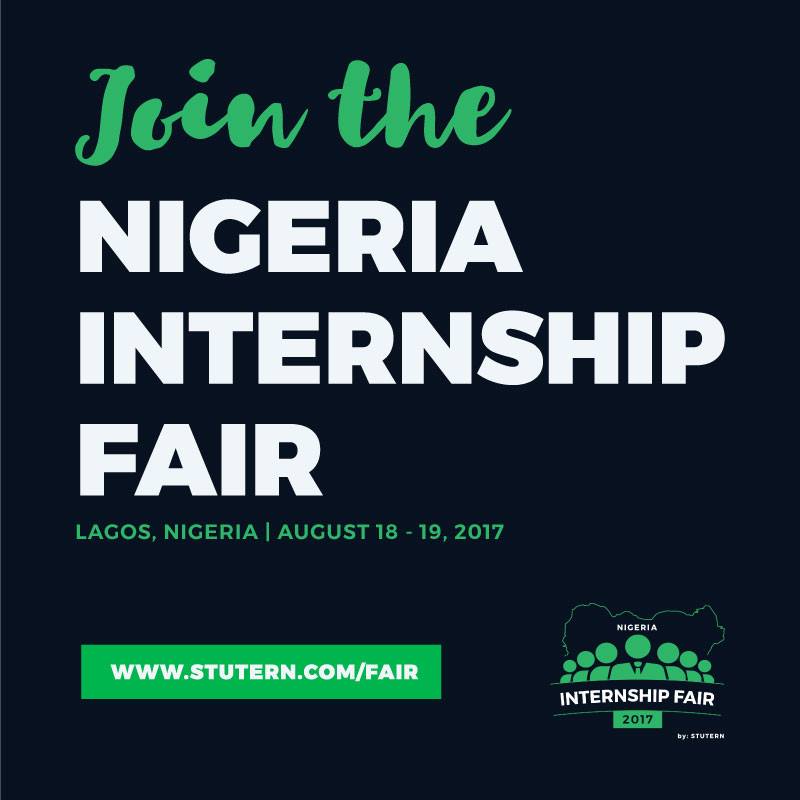 Join the
NIGERIA
INTERNSHIP
FAIR
LAGOS, NIGERIA | AUGUST 18 - 19, 2017
WWW.STUTERN.COM/FAIR
NIGERIA
INTERNSHIP FAIR
2017
by: STUTERN